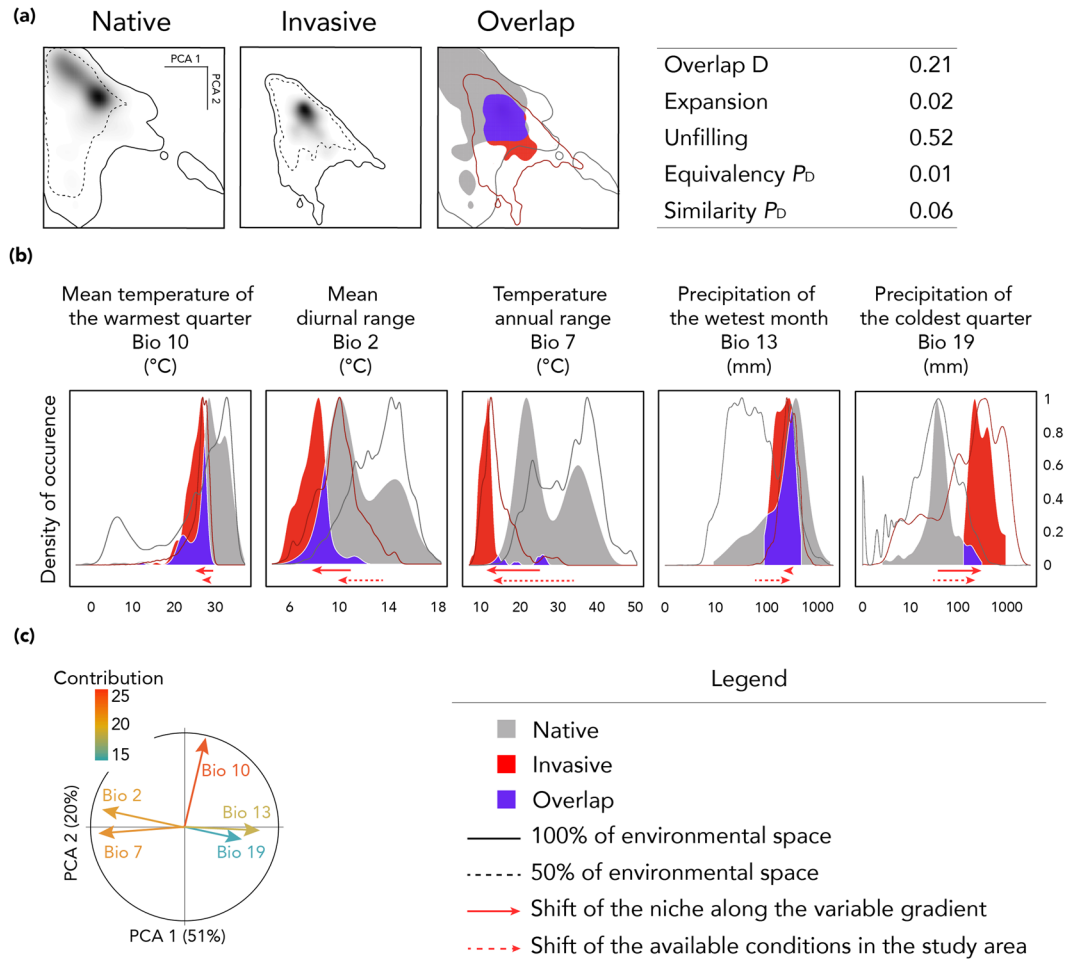 (a)
Native
Invasive
Overlap
PCA 1
PCA 2
Overlap D 0.21
Expansion 0.02
Unfilling 0.52
Equivalency PD 0.01
Similarity PD 0.06
(b)
Mean temperature of
the warmest quarter
Bio 10
(°C)
Mean
diurnal range
Bio 2
(°C)
Temperature
annual range
Bio 7
(°C)
Precipitation of
the wetest month
Bio 13
(mm)
Precipitation of
the coldest quarter
Bio 19
(mm)
Density of occurence
1
0.8
0.6
0.4
0.2
0
0 10 20 30
6 10 14 18
10 20 30 40 50
0 10 100 1000
0 10 100 1000
(c)
Contribution
25
20
15
Bio 10
Bio 2
Bio 13
Bio 7
Bio 19
PCA 2 (20%)
PCA 1 (51%)
Legend
Native
Invasive
Overlap
100% of environmental space
50% of environmental space
Shift of the niche along the variable gradient
Shift of the available conditions in the study area